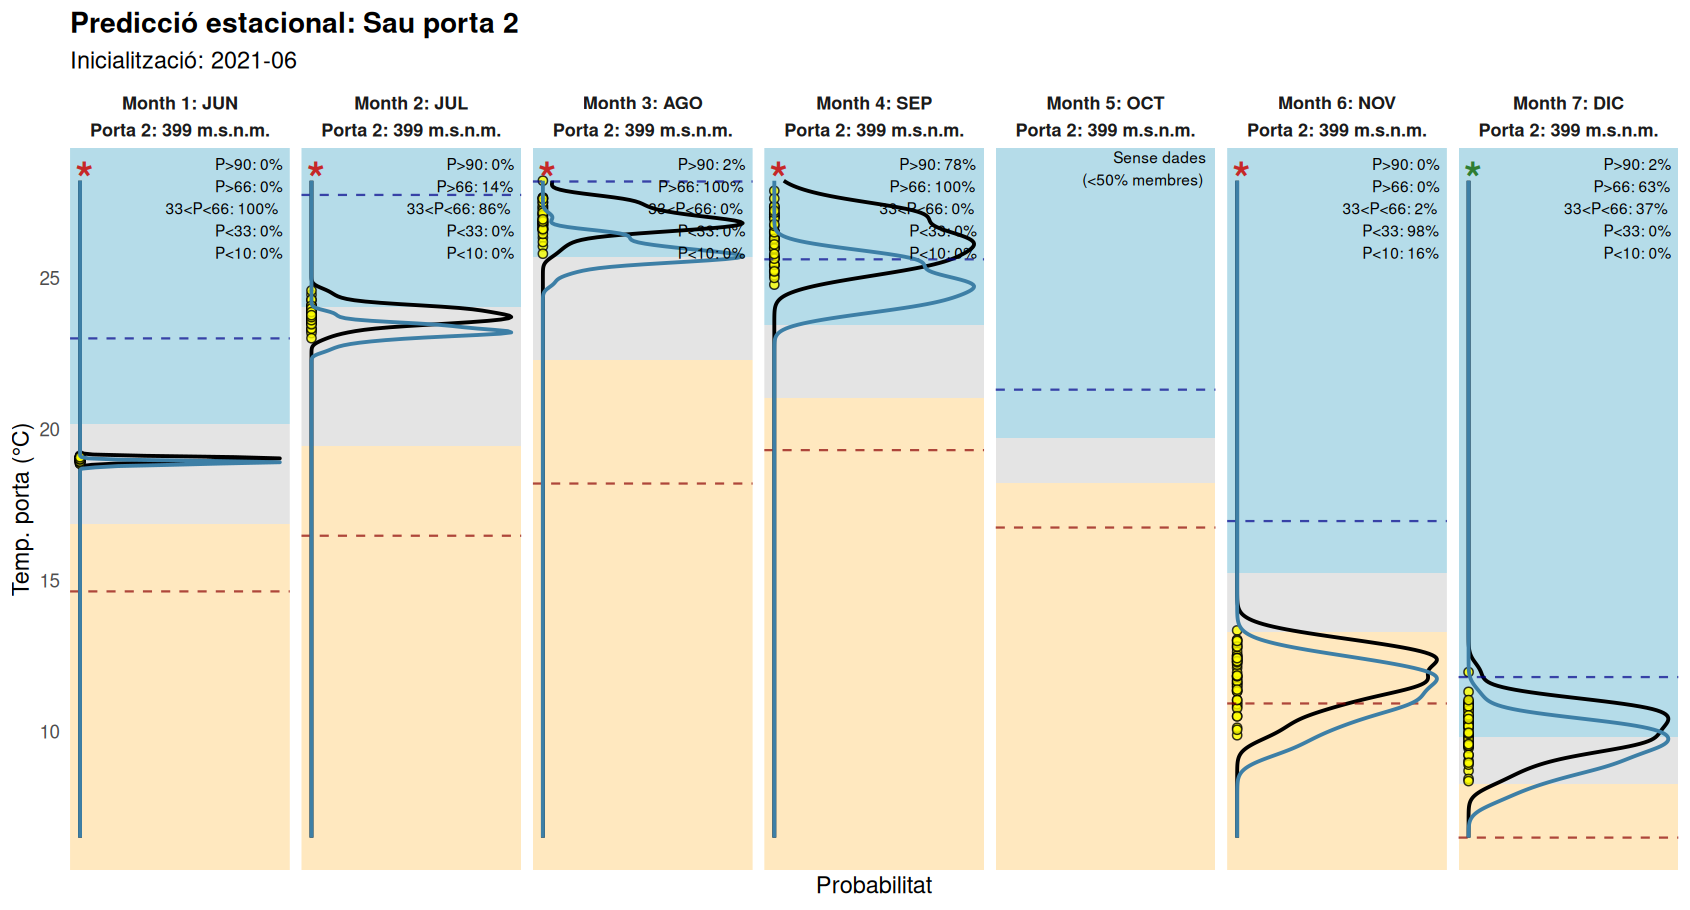 Predicció estacional: Sau porta 2
Inicialització: 2021-06
Month 1: JUN
Porta 2: 399 m.s.n.m.
Month 2: JUL
Porta 2: 399 m.s.n.m.
Month 3: AGO
Porta 2: 399 m.s.n.m.
Month 4: SEP
Porta 2: 399 m.s.n.m.
Month 5: OCT
Porta 2: 399 m.s.n.m.
Month 6: NOV
Porta 2: 399 m.s.n.m.
Month 7: DIC
Porta 2: 399 m.s.n.m.
*
P>90: 0%
P>66: 0%
33<P<66: 100%
P<33: 0%
P<10: 0%
*
P>90: 0%
P>66: 14%
33<P<66: 86%
P<33: 0%
P<10: 0%
*
P>90: 2%
P>66: 100%
33<P<66: 0%
P<33: 0%
P<10: 0%
*
P>90: 78%
P>66: 100%
33<P<66: 0%
P<33: 0%
P<10: 0%
Sense dades
(<50% membres)
*
P>90: 0%
P>66: 0%
33<P<66: 2%
P<33: 98%
P<10: 16%
*
P>90: 2%
P>66: 63%
33<P<66: 37%
P<33: 0%
P<10: 0%
25
20
15
10
Temp. porta (°C)
Probabilitat